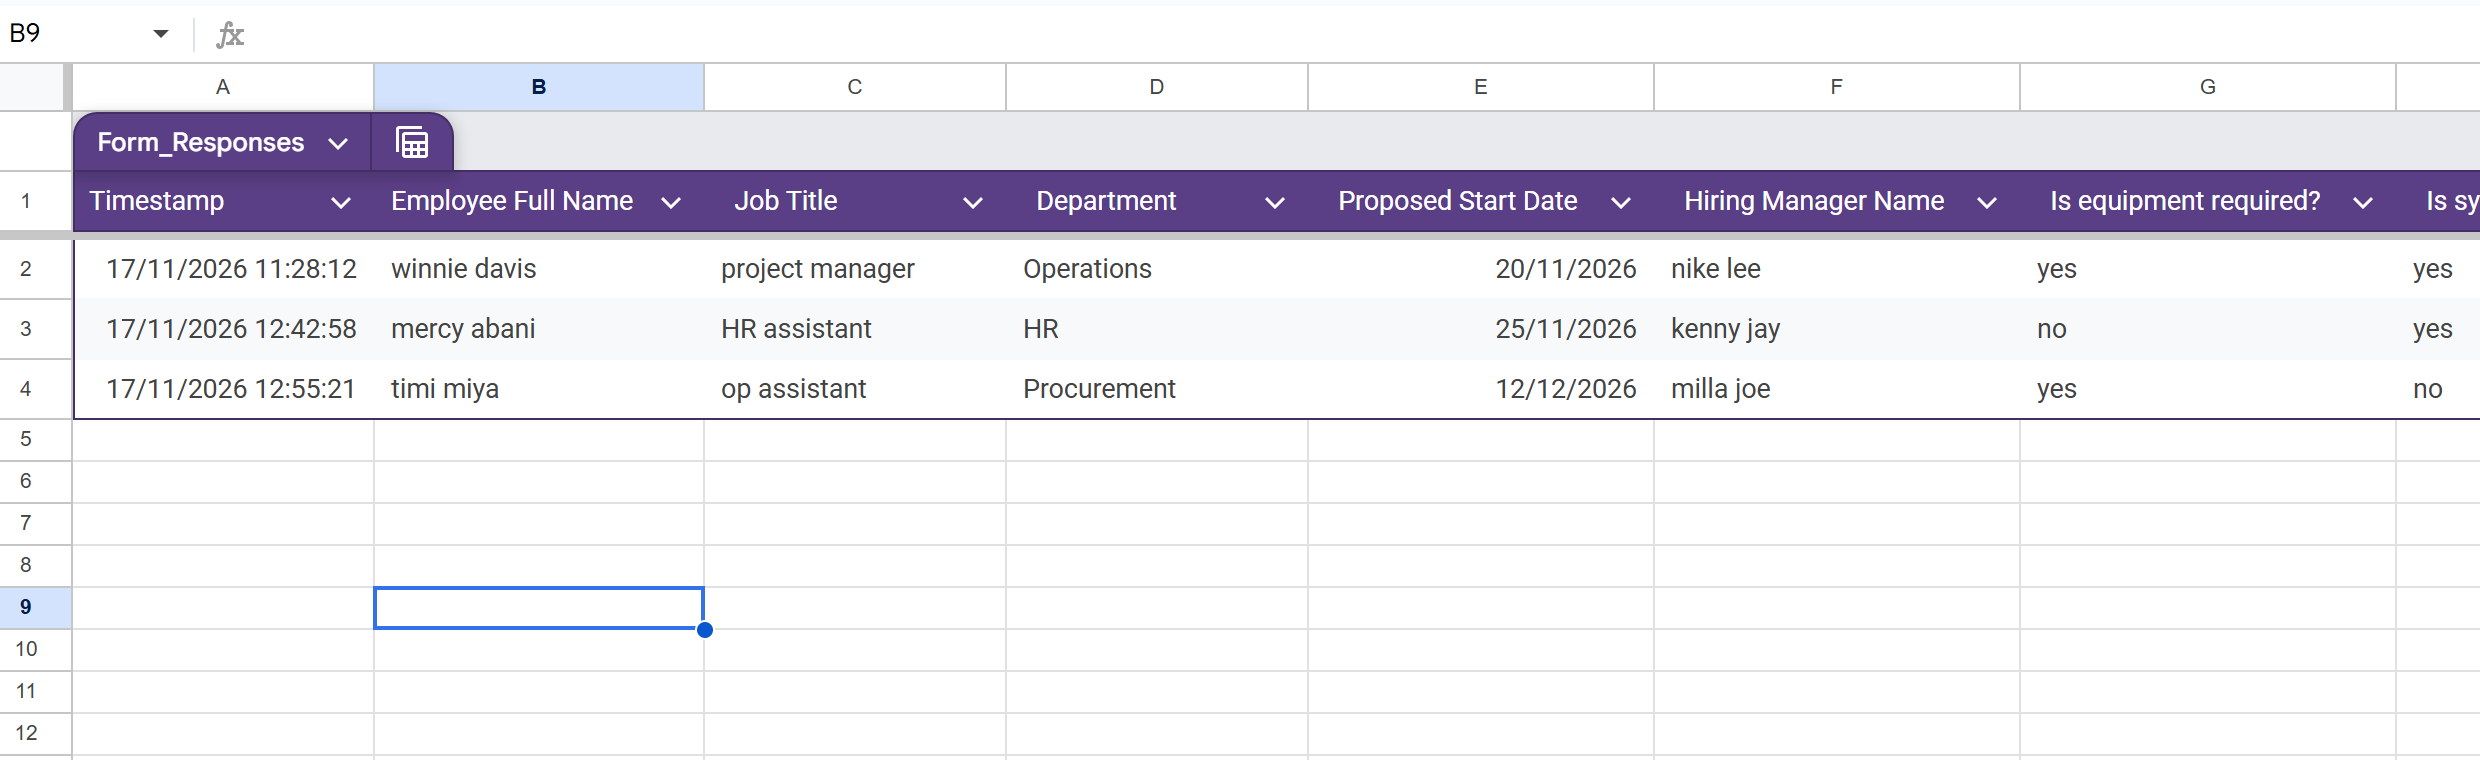 B9 fx
A B C D E F G
Form_Responses
1 Timestamp Employee Full Name Job Title Department Proposed Start Date Hiring Manager Name Is equipment required? Is sy
2 17/11/2026 11:28:12 winnie davis project manager Operations 20/11/2026 nike lee yes yes
3 17/11/2026 12:42:58 mercy abani HR assistant HR 25/11/2026 kenny jay no yes
4 17/11/2026 12:55:21 timi miya op assistant Procurement 12/12/2026 milla joe yes no
5
6
7
8
9
10
11
12